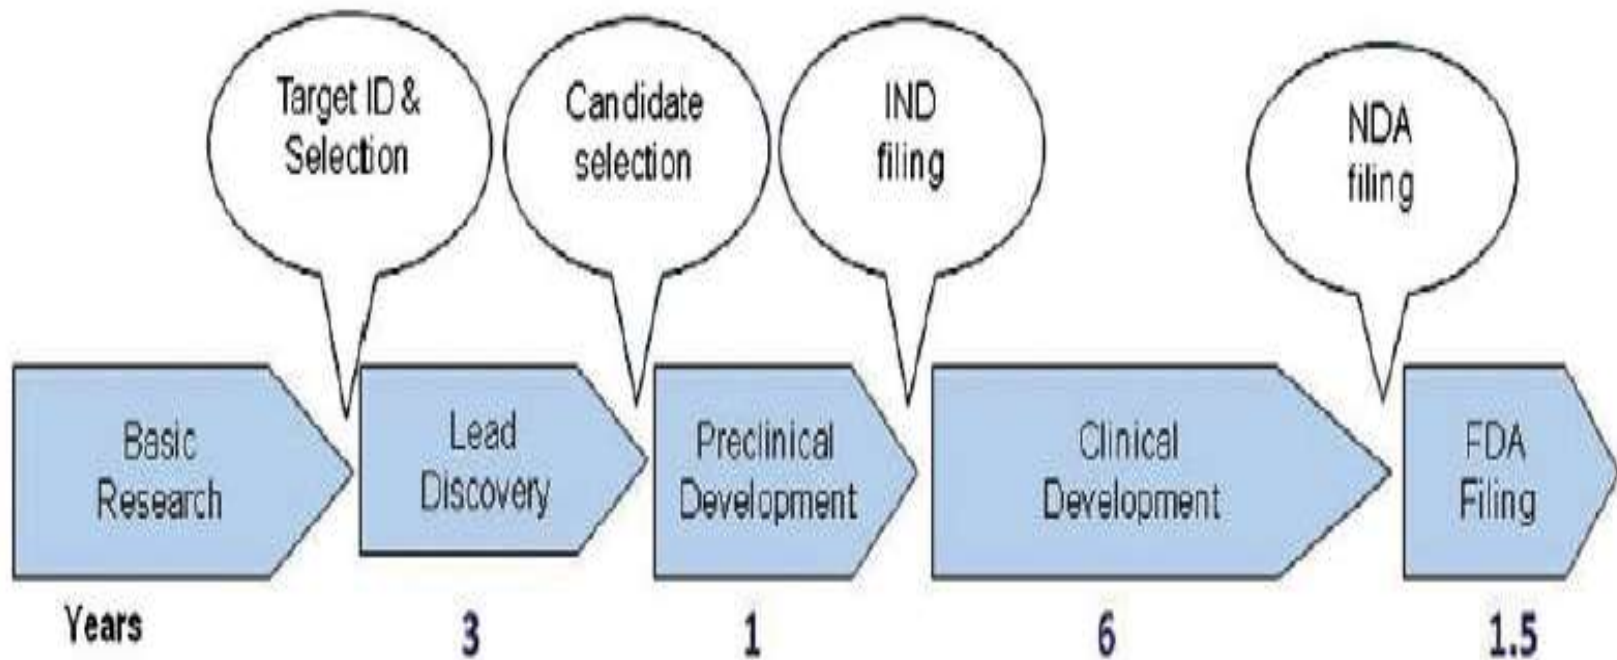 Target ID &
Selection
Candidate
selection
IND
filing
NDA
filing
Basic
Research
Lead
Discovery
Preclinical
Development
Clinical
Development
FDA
Filing
Years
3
1
6
1.5